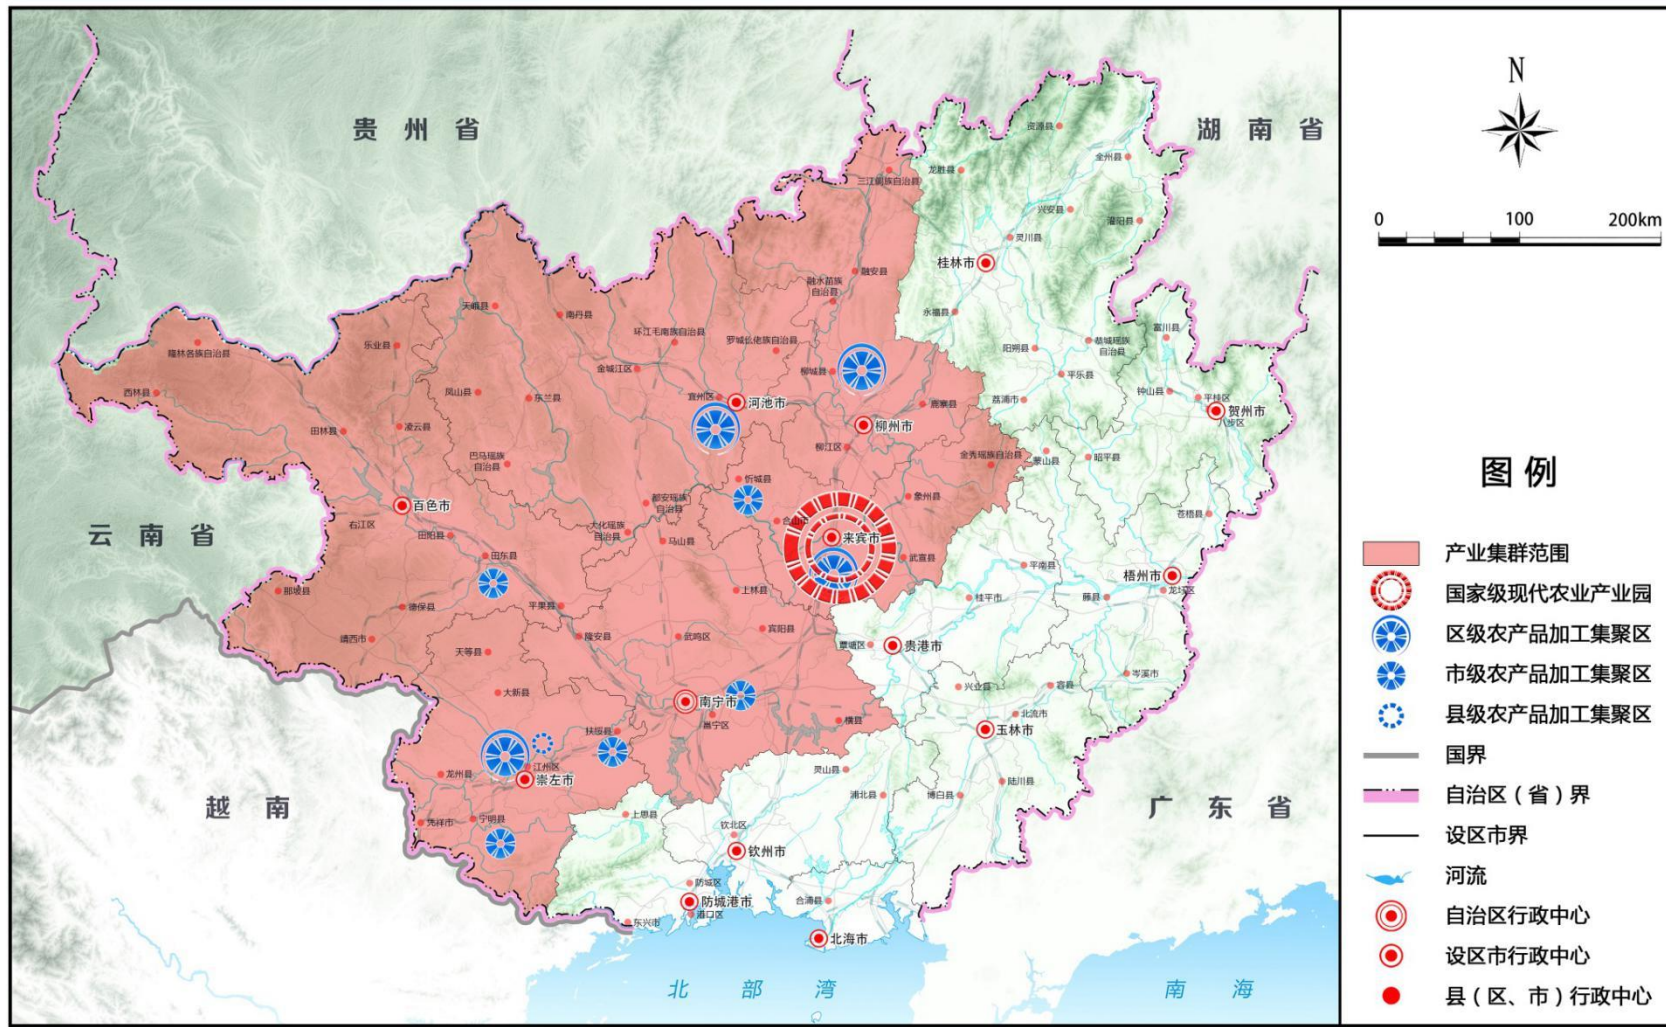 贵州省
湖南省
云南省
越南
广东省
北部湾
南海
资源县
全州县
三江侗族自治县
龙胜县
兴安县
灌阳县
灵川县
桂林市
融安县
融水苗族
自治县
永福县
天峨县
南丹县
环江毛南族自治县
罗城仫佬族自治县
乐业县
隆林各族自治县
西林县
金城江区
凤山县
东兰县
宜州区
河池市
柳城县
鹿寨县
柳州市
柳江区
阳朔县
恭城瑶族
自治县
富川县
平乐县
荔浦市
钟山县
平桂区
贺州市
八步区
田林县
凌云县
巴马瑶族
自治县
金秀瑶族自治县
蒙山县
昭平县
忻城县
都安瑶族
自治县
大化瑶族
自治县
合山市
象州县
苍梧县
百色市
右江区
田阳县
田东县
马山县
来宾市
武宣县
平南县
桂平市
藤县
梧州市
龙圩区
那坡县
德保县
平果县
上林县
靖西市
隆安县
武鸣区
宾阳县
覃塘区
贵港市
天等县
大新县
兴业县
容县
岑溪市
北流市
玉林市
南宁市
邕宁区
横县
扶绥县
江州区
崇左市
龙州县
灵山县
浦北县
博白县
陆川县
凭祥市
宁明县
上思县
钦北区
钦州市
防城区
防城港市
港口区
东兴市
合浦县
北海市
N
0 100 200km
图例
产业集群范围
国家级现代农业产业园
区级农产品加工集聚区
市级农产品加工集聚区
县级农产品加工集聚区
国界
自治区（省）界
设区市界
河流
自治区行政中心
设区市行政中心
县（区、市）行政中心